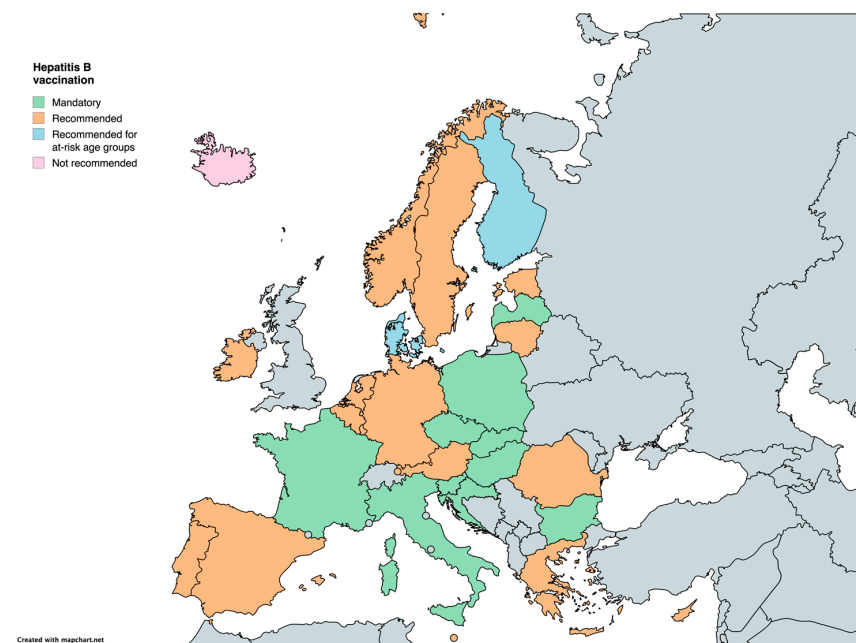 Hepatitis B
vaccination
Mandatory
Recommended
Recommended for
at-risk age groups
Not recommended
Created with mapchart.net